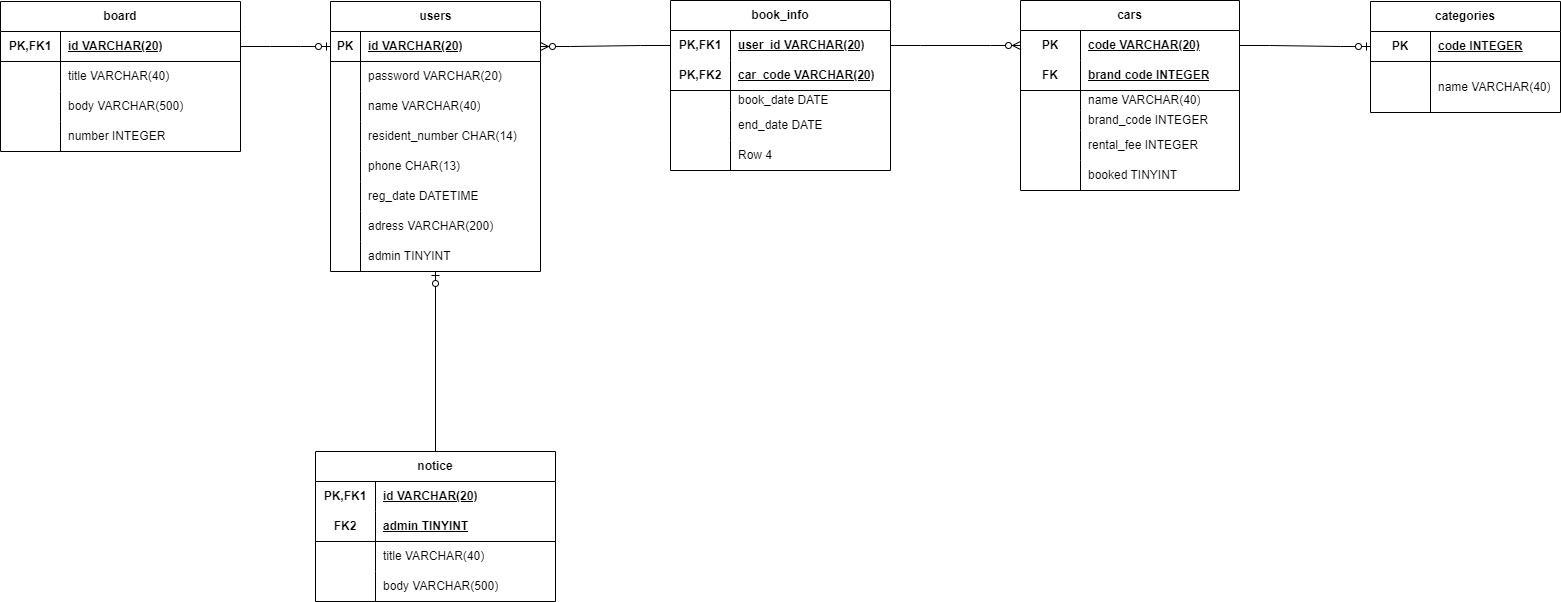 board
PK,FK1 id VARCHAR(20)
title VARCHAR(40)
body VARCHAR(500)
number INTEGER
users
PK id VARCHAR(20)
password VARCHAR(20)
name VARCHAR(40)
resident_number CHAR(14)
phone CHAR(13)
reg_date DATETIME
adress VARCHAR(200)
admin TINYINT
book_info
PK,FK1 user_id VARCHAR(20)
PK,FK2 car_code VARCHAR(20)
book_date DATE
end_date DATE
Row 4
cars
PK code VARCHAR(20)
FK brand_code INTEGER
name VARCHAR(40)
brand_code INTEGER
rental_fee INTEGER
booked TINYINT
categories
PK code INTEGER
name VARCHAR(40)
notice
PK,FK1 id VARCHAR(20)
FK2 admin TINYINT
title VARCHAR(40)
body VARCHAR(500)